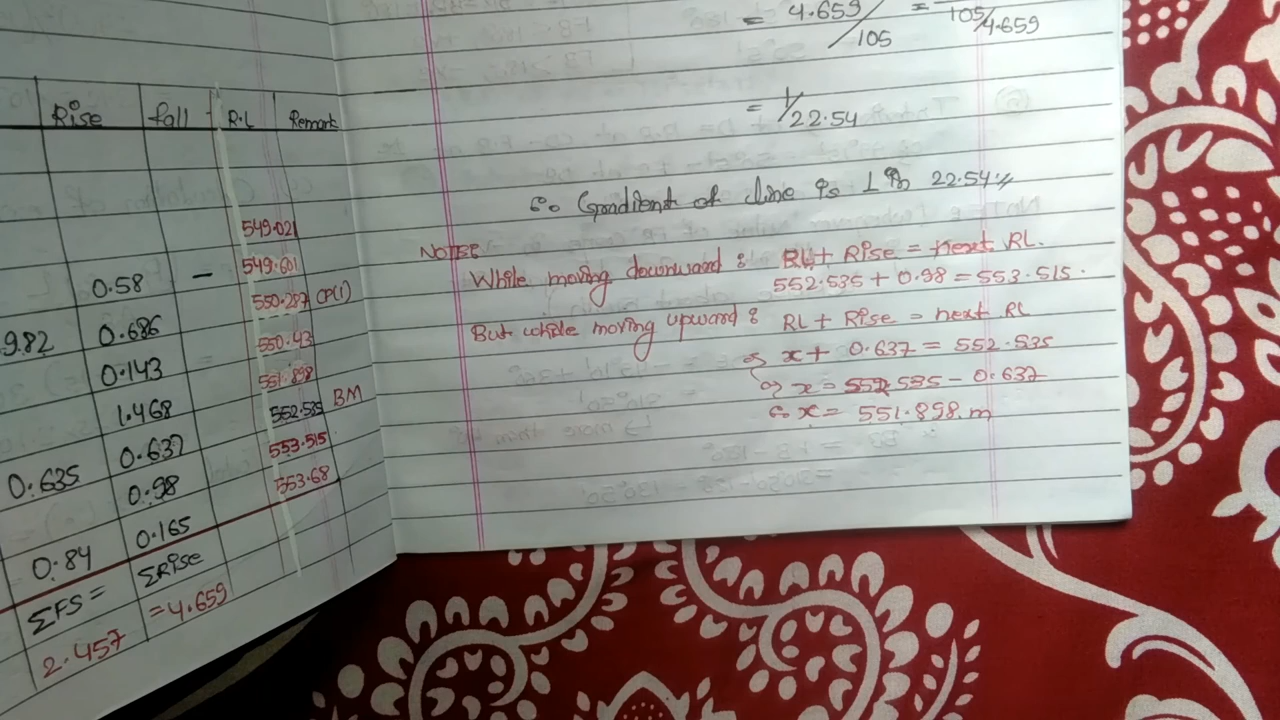 Rise fall R.L Remark
549.021
0.58 - 549.601
9.82 0.686 550.287 CP(1)
0.143 550.43
1.468 551.898
0.635 0.637 552.535 BM
0.98 553.515
0.84 0.165 553.68
ΣFS = ΣRise
2.457 = 4.659
= 4.659/105 = 105/4.659
= 1/22.54
∴ Gradient of line is 1 in 22.54
NOTE:
While moving downward : RL + Rise = next RL.
552.535 + 0.98 = 553.515.
But while moving upward : RL + Rise = next RL
or x + 0.637 = 552.535
or x = 552.535 - 0.637
∴ x = 551.898 m